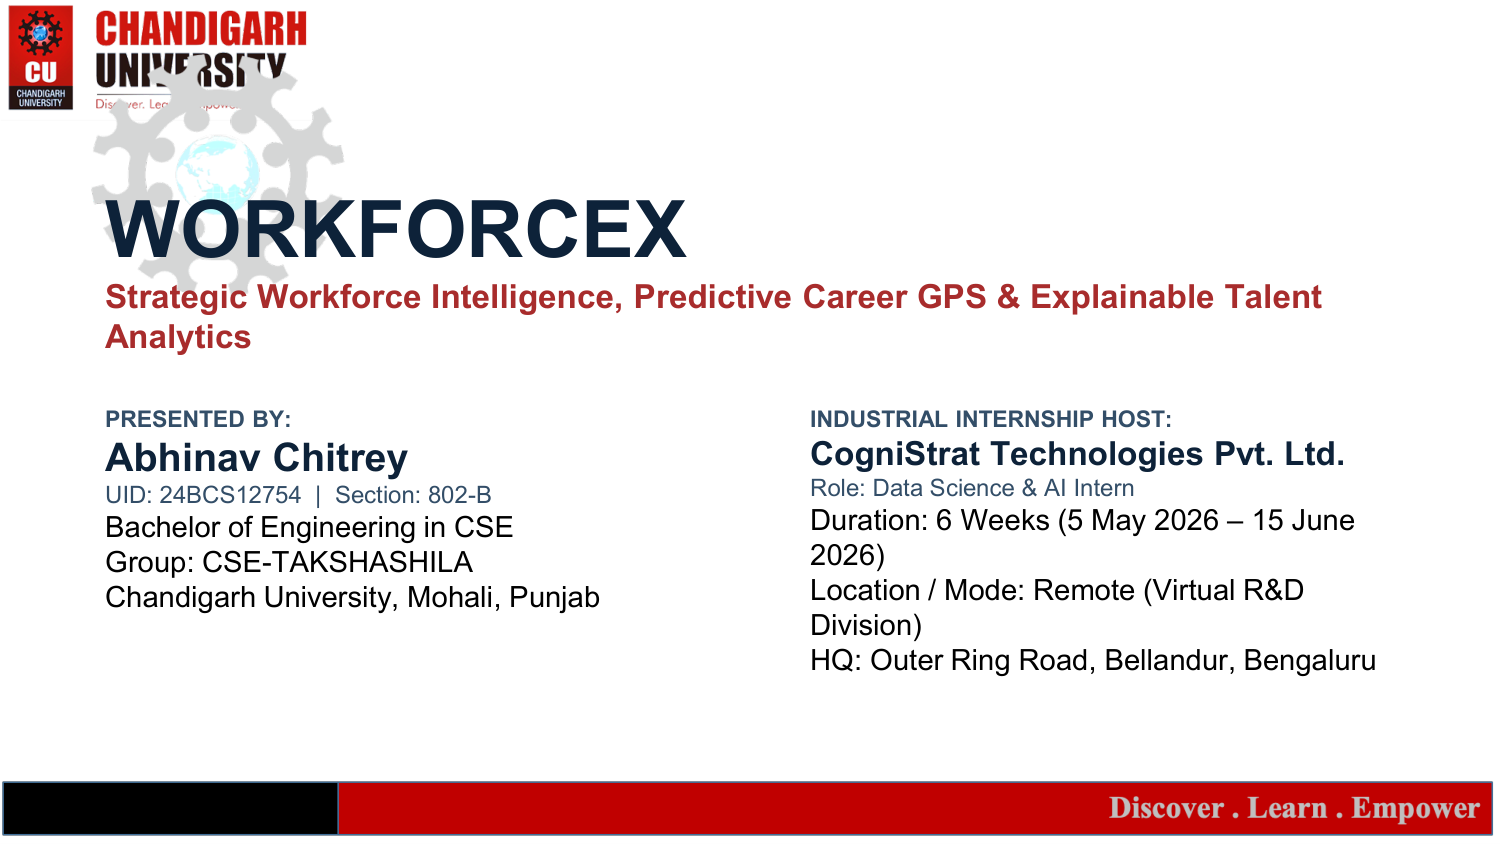 CU
CHANDIGARH
UNIVERSITY
CHANDIGARH
UNIVERSITY
WORKFORCEX
Strategic Workforce Intelligence, Predictive Career GPS & Explainable Talent
Analytics
PRESENTED BY:
Abhinav Chitrey
UID: 24BCS12754 | Section: 802-B
Bachelor of Engineering in CSE
Group: CSE-TAKSHASHILA
Chandigarh University, Mohali, Punjab
INDUSTRIAL INTERNSHIP HOST:
CogniStrat Technologies Pvt. Ltd.
Role: Data Science & AI Intern
Duration: 6 Weeks (5 May 2026 – 15 June
2026)
Location / Mode: Remote (Virtual R&D
Division)
HQ: Outer Ring Road, Bellandur, Bengaluru
Discover . Learn . Empower